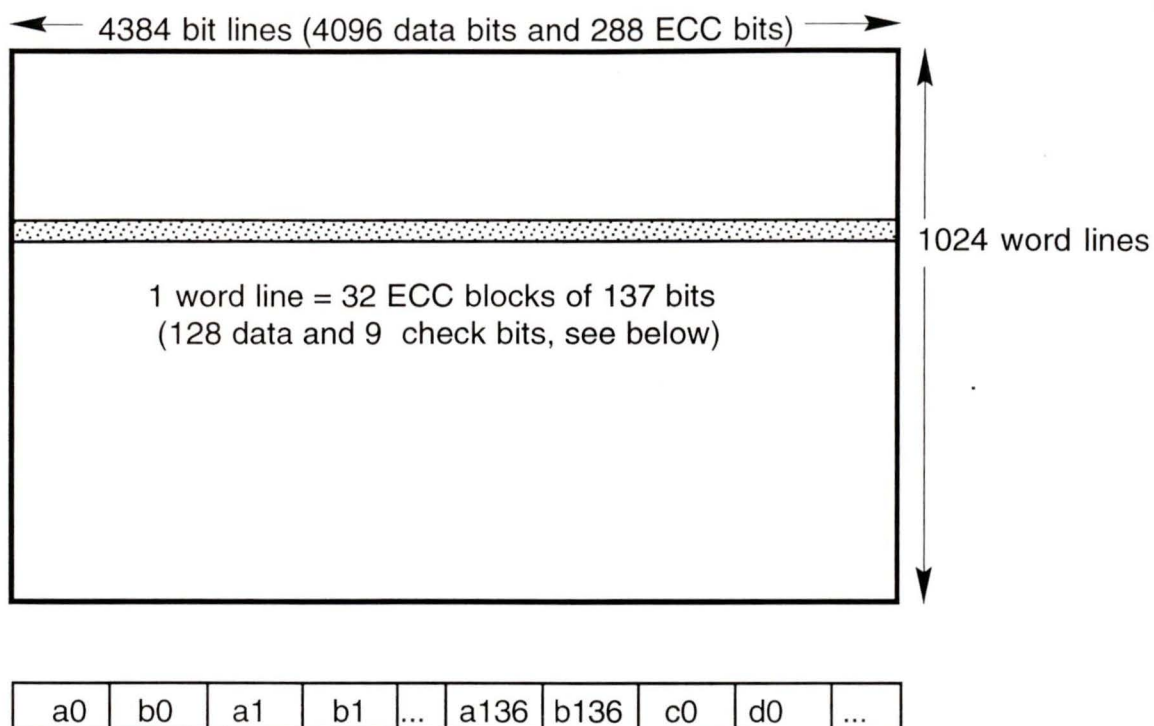 4384 bit lines (4096 data bits and 288 ECC bits)
1024 word lines
1 word line = 32 ECC blocks of 137 bits
(128 data and 9 check bits, see below)
a0 b0 a1 b1 ... a136 b136 c0 d0 ...